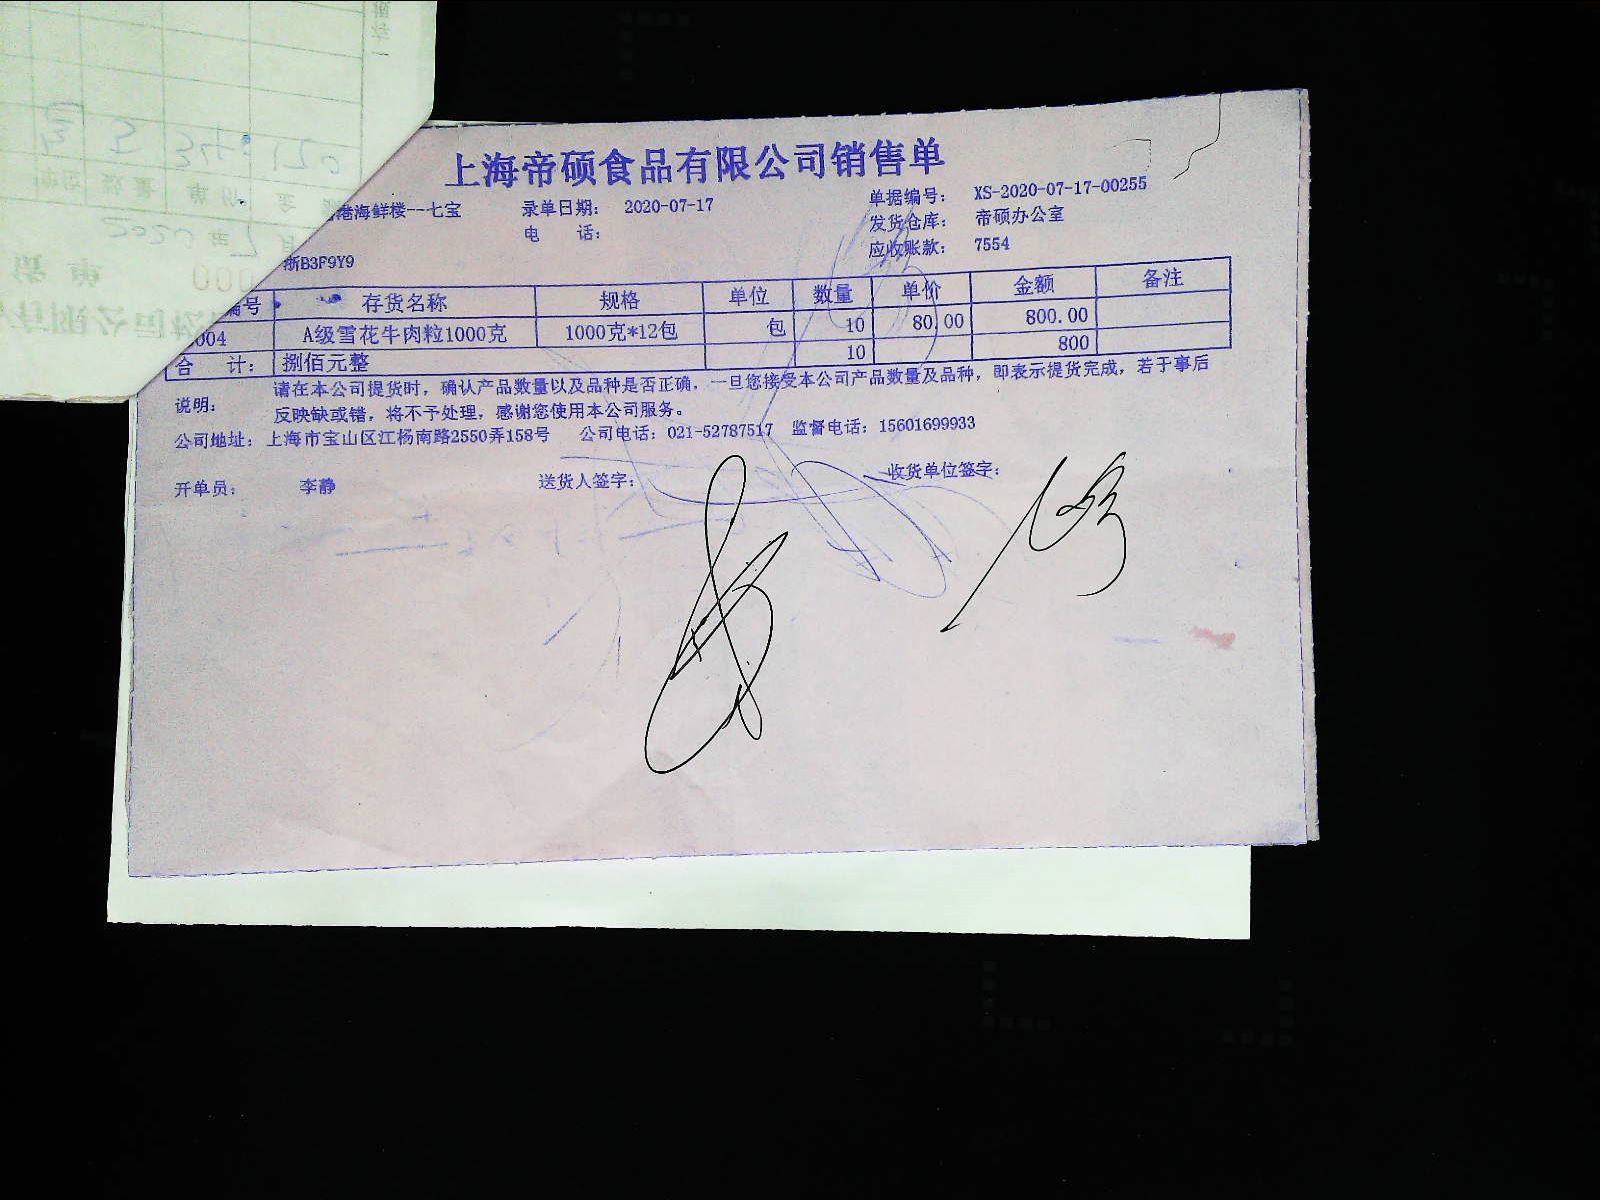 上海帝硕食品有限公司销售单
港海鲜楼--七宝 录单日期： 2020-07-17 单据编号： XS-2020-07-17-00255
电 话： 发货仓库： 帝硕办公室
浙B3F9Y9 应收账款： 7554
编号 存货名称 规格 单位 数量 单价 金额 备注
004 A级雪花牛肉粒1000克 1000克*12包 包 10 80.00 800.00
合 计： 捌佰元整 10 800
说明： 请在本公司提货时，确认产品数量以及品种是否正确，一旦您接受本公司产品数量及品种，即表示提货完成，若于事后
反映缺或错，将不予处理，感谢您使用本公司服务。
公司地址： 上海市宝山区江杨南路2550弄158号 公司电话：021-52787517 监督电话：15601699933
开单员： 李静 送货人签字： 收货单位签字：